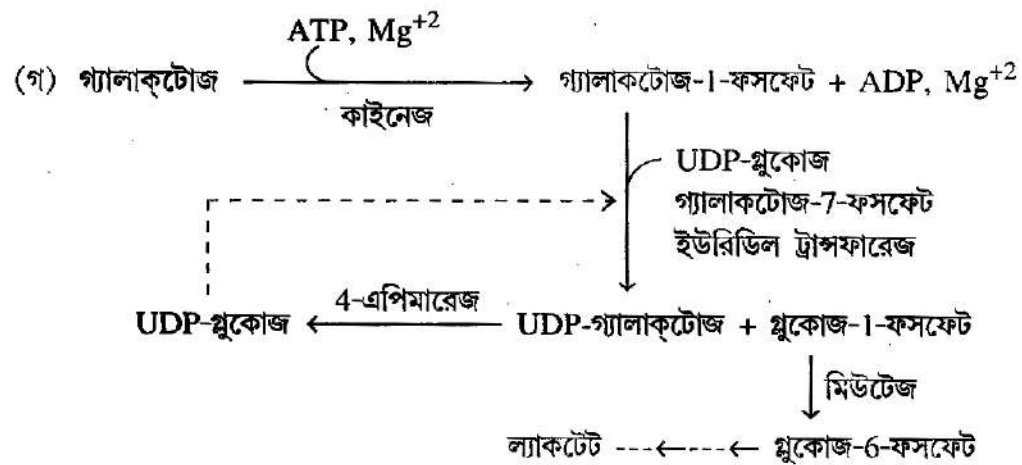 ATP, Mg⁺²
(গ) গ্যালাক্‌টোজ ⟶ গ্যালাকটোজ-1-ফসফেট + ADP, Mg⁺²
কাইনেজ
UDP-গ্লুকোজ
গ্যালাকটোজ-7-ফসফেট
ইউরিডিল ট্রান্সফারেজ
4-এপিমারেজ
UDP-গ্লুকোজ ⟵ UDP-গ্যালাক্‌টোজ + গ্লুকোজ-1-ফসফেট
মিউটেজ
ল্যাকটেট ---←---← গ্লুকোজ-6-ফসফেট